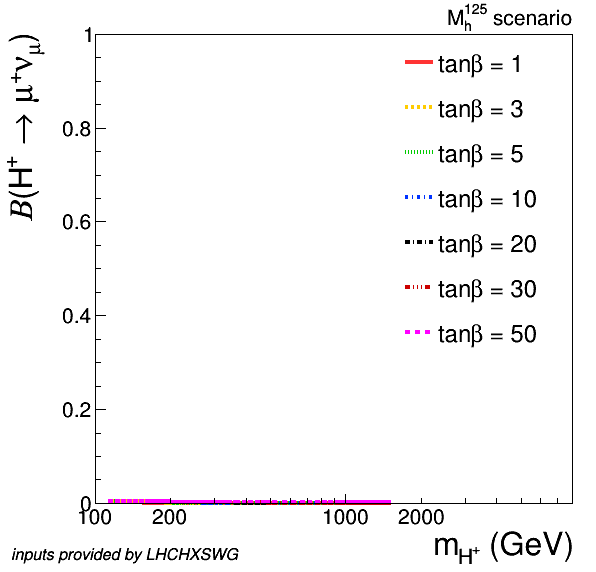 M_h^125 scenario
B(H⁺ → μ⁺ν_μ)
1
0.8
0.6
0.4
0.2
0
tanβ = 1
tanβ = 3
tanβ = 5
tanβ = 10
tanβ = 20
tanβ = 30
tanβ = 50
100 200 1000 2000
m_H⁺ (GeV)
inputs provided by LHCHXSWG